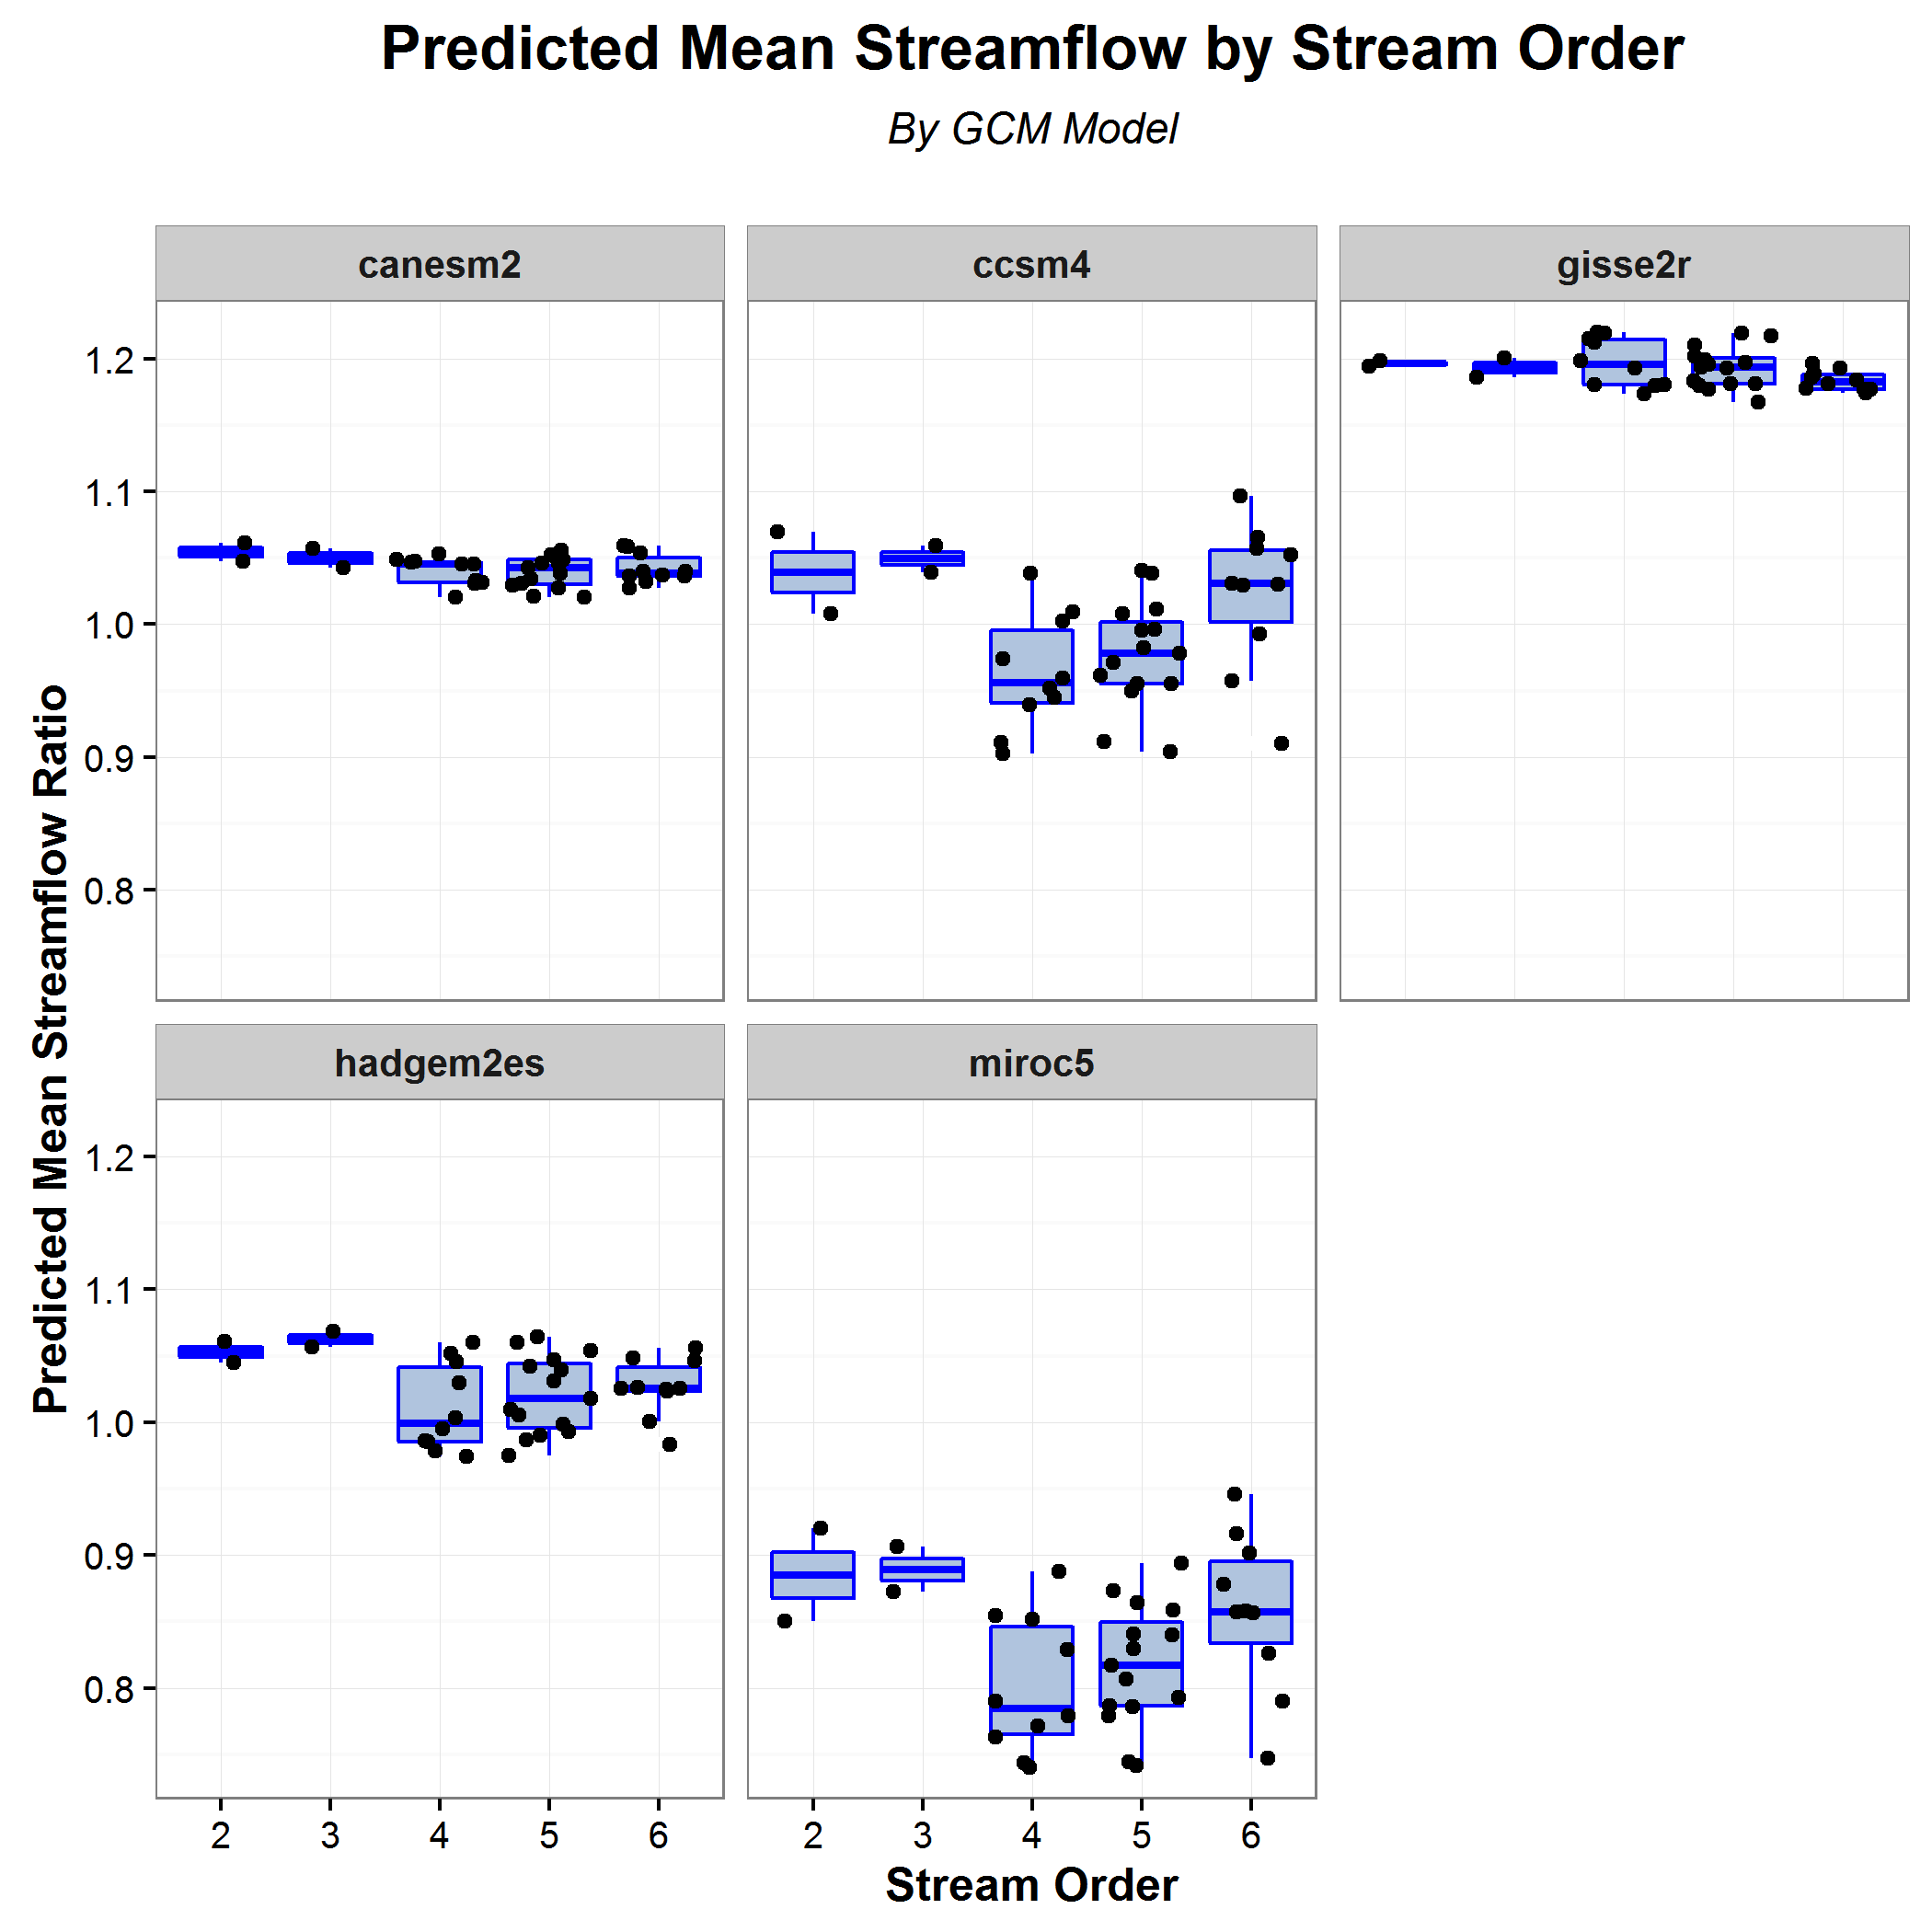 Predicted Mean Streamflow by Stream Order
By GCM Model
canesm2
ccsm4
gisse2r
1.2
1.1
1.0
0.9
0.8
Predicted Mean Streamflow Ratio
hadgem2es
miroc5
1.2
1.1
1.0
0.9
0.8
2 3 4 5 6
2 3 4 5 6
Stream Order